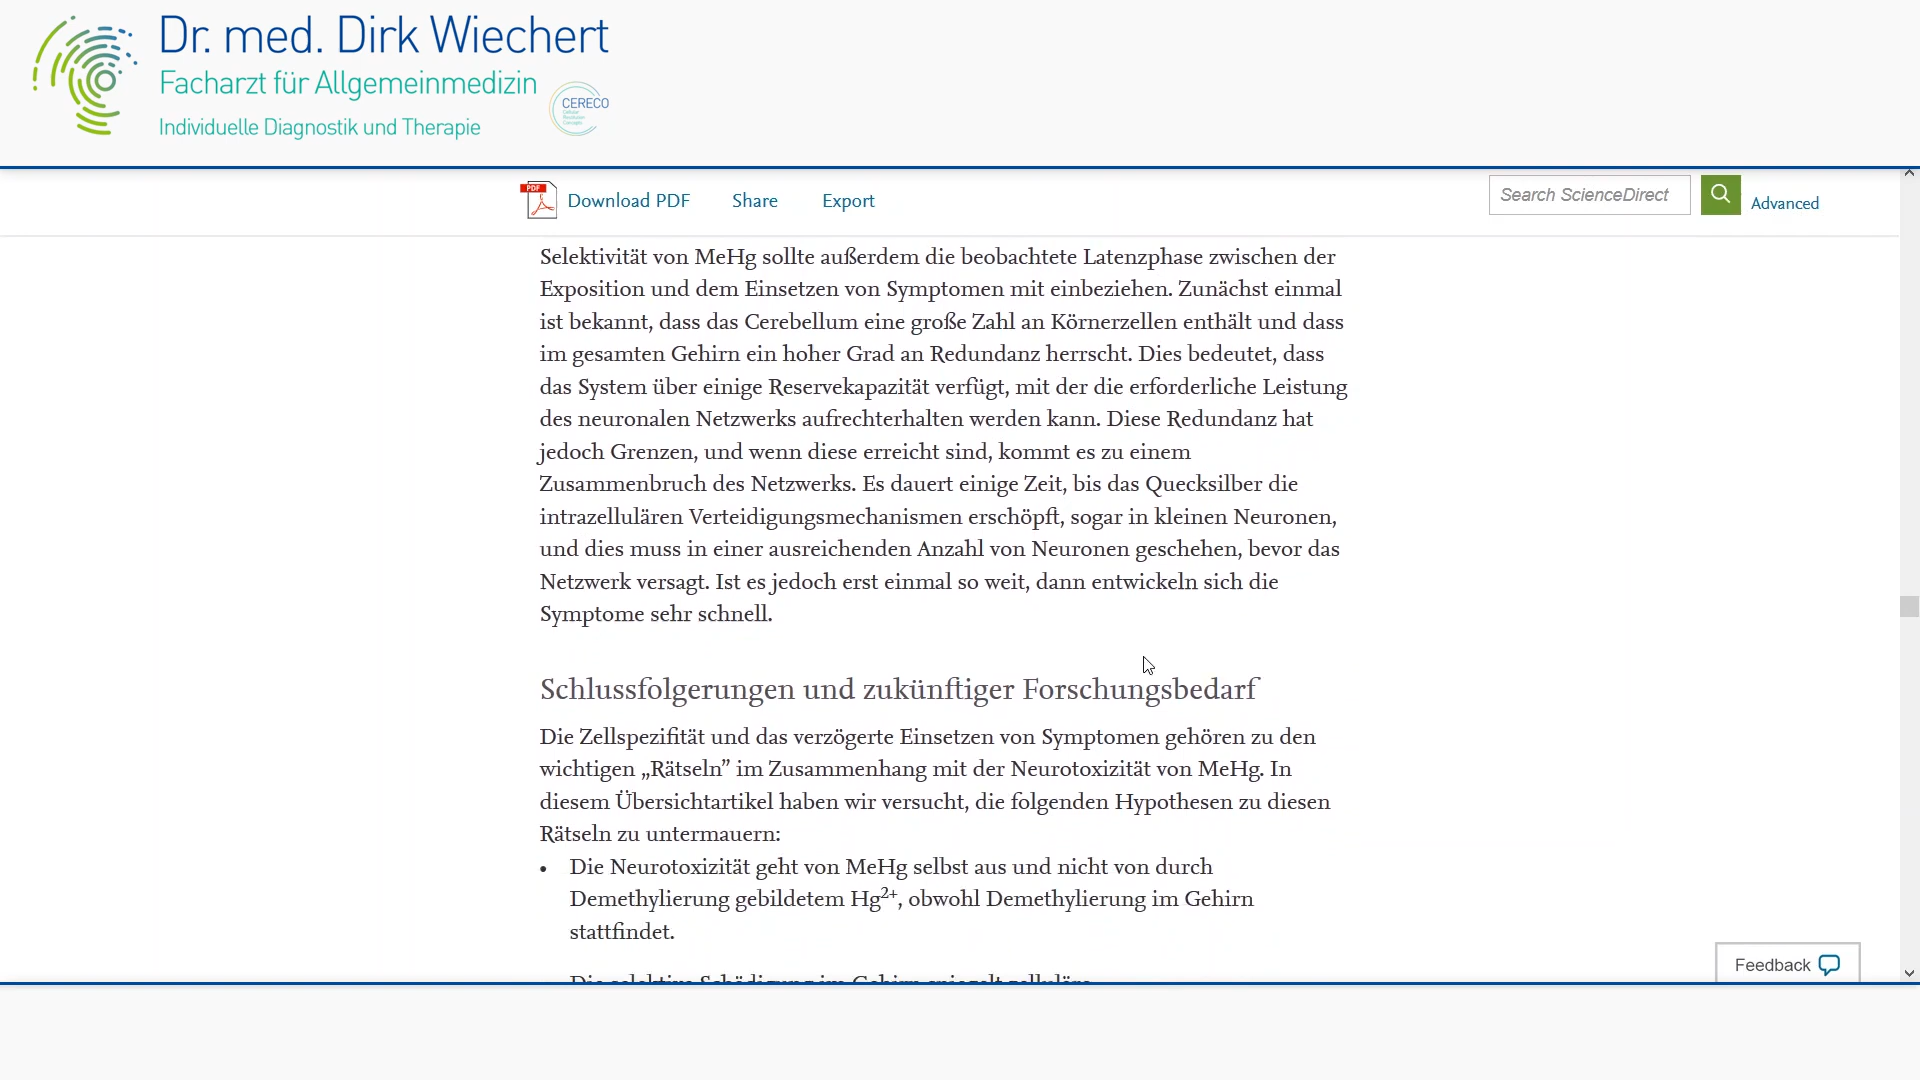 Dr. med. Dirk Wiechert
Facharzt für Allgemeinmedizin
CERECO
Individuelle Diagnostik und Therapie
PDF
Download PDF
Share
Export
Search ScienceDirect
Advanced
Selektivität von MeHg sollte außerdem die beobachtete Latenzphase zwischen der
Exposition und dem Einsetzen von Symptomen mit einbeziehen. Zunächst einmal
ist bekannt, dass das Cerebellum eine große Zahl an Körnerzellen enthält und dass
im gesamten Gehirn ein hoher Grad an Redundanz herrscht. Dies bedeutet, dass
das System über einige Reservekapazität verfügt, mit der die erforderliche Leistung
des neuronalen Netzwerks aufrechterhalten werden kann. Diese Redundanz hat
jedoch Grenzen, und wenn diese erreicht sind, kommt es zu einem
Zusammenbruch des Netzwerks. Es dauert einige Zeit, bis das Quecksilber die
intrazellulären Verteidigungsmechanismen erschöpft, sogar in kleinen Neuronen,
und dies muss in einer ausreichenden Anzahl von Neuronen geschehen, bevor das
Netzwerk versagt. Ist es jedoch erst einmal so weit, dann entwickeln sich die
Symptome sehr schnell.
Schlussfolgerungen und zukünftiger Forschungsbedarf
Die Zellspezifität und das verzögerte Einsetzen von Symptomen gehören zu den
wichtigen „Rätseln” im Zusammenhang mit der Neurotoxizität von MeHg. In
diesem Übersichtartikel haben wir versucht, die folgenden Hypothesen zu diesen
Rätseln zu untermauern:
• Die Neurotoxizität geht von MeHg selbst aus und nicht von durch
Demethylierung gebildetem Hg²⁺, obwohl Demethylierung im Gehirn
stattfindet.
Die selektive Schädigung im Gehirn spiegelt zelluläre
Feedback